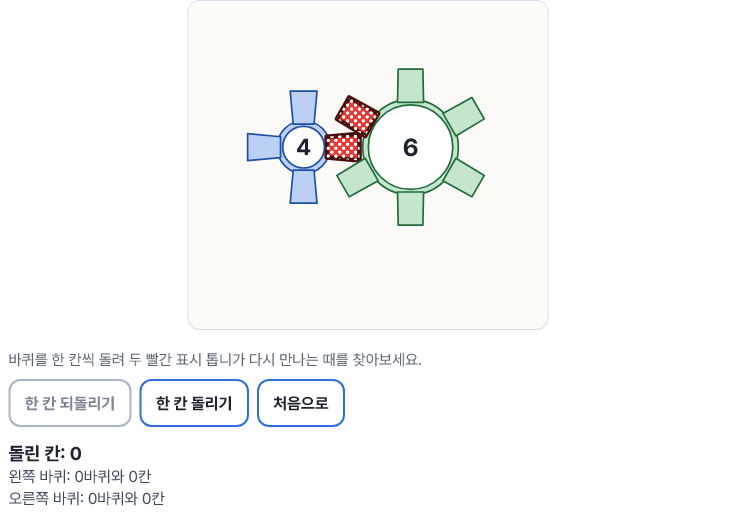 4 6
바퀴를 한 칸씩 돌려 두 빨간 표시 톱니가 다시 만나는 때를 찾아보세요.
한 칸 되돌리기 한 칸 돌리기 처음으로
돌린 칸: 0
왼쪽 바퀴: 0바퀴와 0칸
오른쪽 바퀴: 0바퀴와 0칸